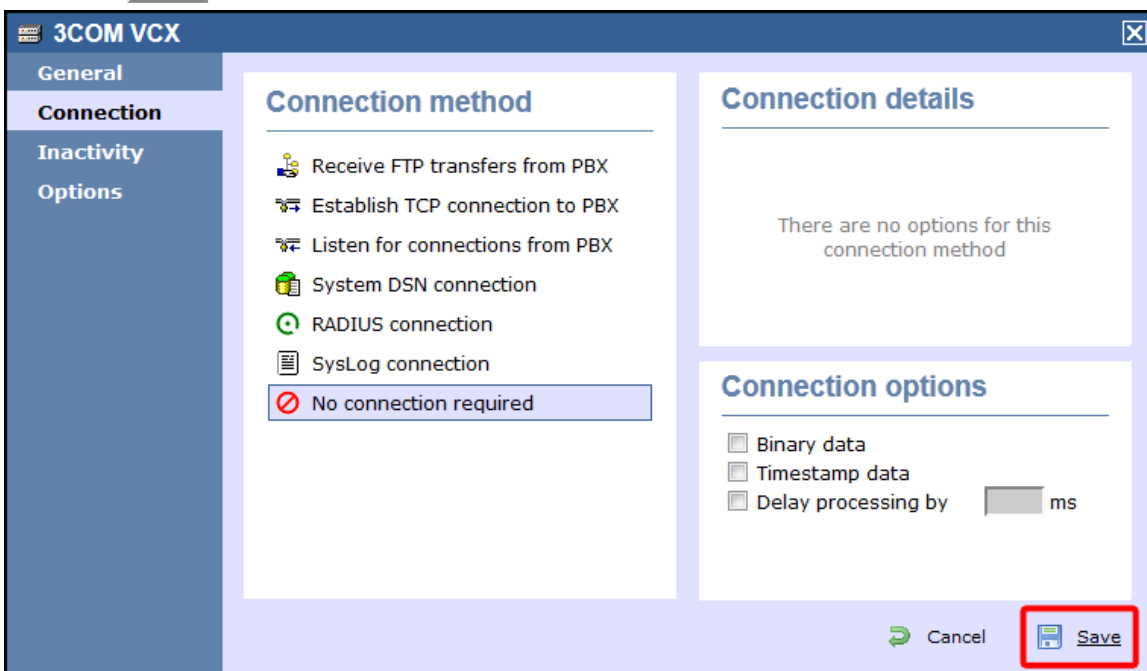 3COM VCX
General
Connection
Inactivity
Options
Connection method
Receive FTP transfers from PBX
Establish TCP connection to PBX
Listen for connections from PBX
System DSN connection
RADIUS connection
SysLog connection
No connection required
Connection details
There are no options for this
connection method
Connection options
Binary data
Timestamp data
Delay processing by ms
Cancel
Save